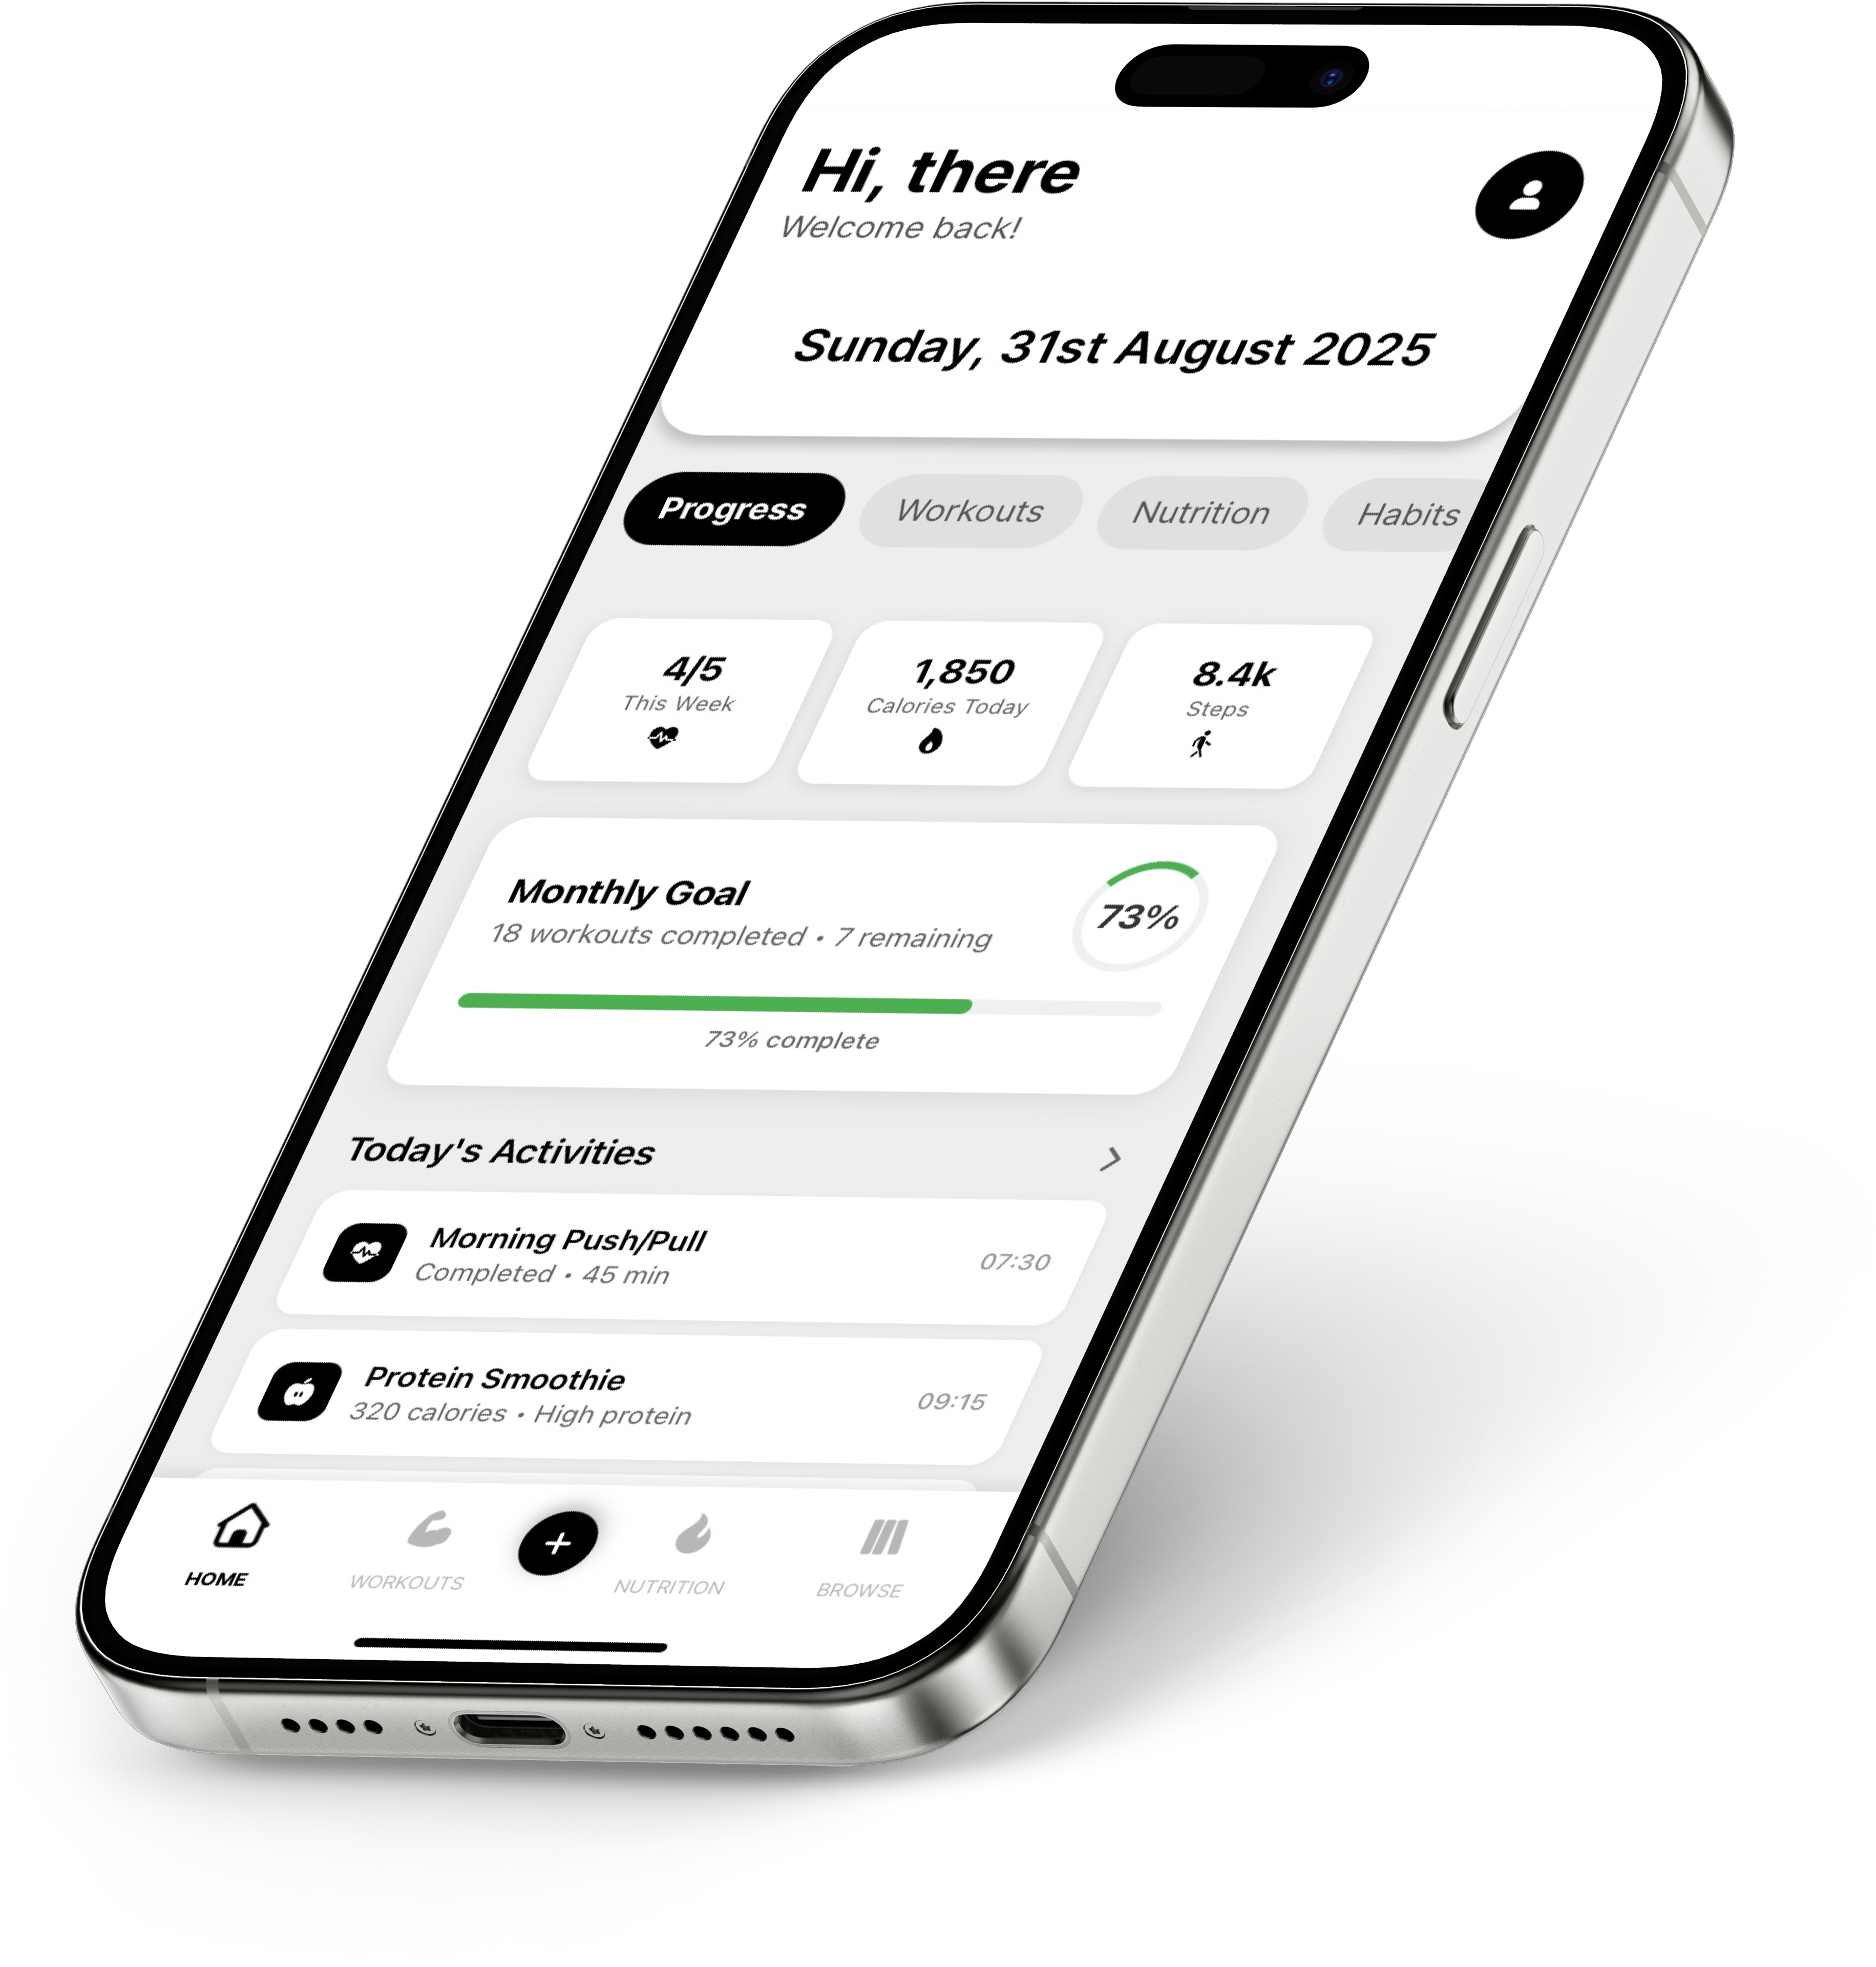 Hi, there
Welcome back!
Sunday, 31st August 2025
Progress Workouts Nutrition Habits
4/5 1,850 8.4k
This Week Calories Today Steps
Monthly Goal
18 workouts completed • 7 remaining
73%
73% complete
Today's Activities
Morning Push/Pull
Completed • 45 min
07:30
Protein Smoothie
320 calories • High protein
09:15
HOME WORKOUTS NUTRITION BROWSE